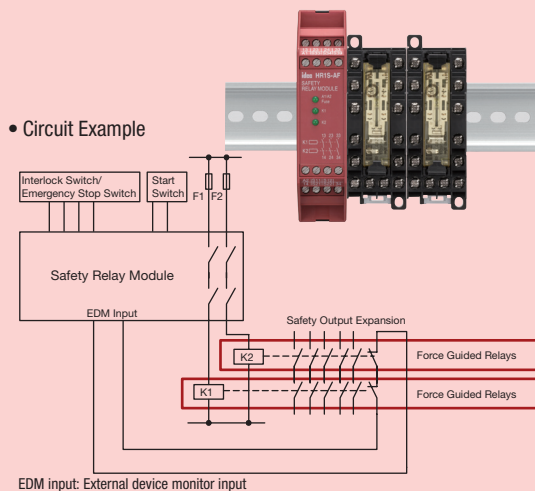 idec HR1S-AF
SAFETY
RELAY MODULE
• Circuit Example
Interlock Switch/
Emergency Stop Switch
Start
Switch
F1 F2
Safety Relay Module
EDM Input
Safety Output Expansion
K2
Force Guided Relays
K1
Force Guided Relays
EDM input: External device monitor input